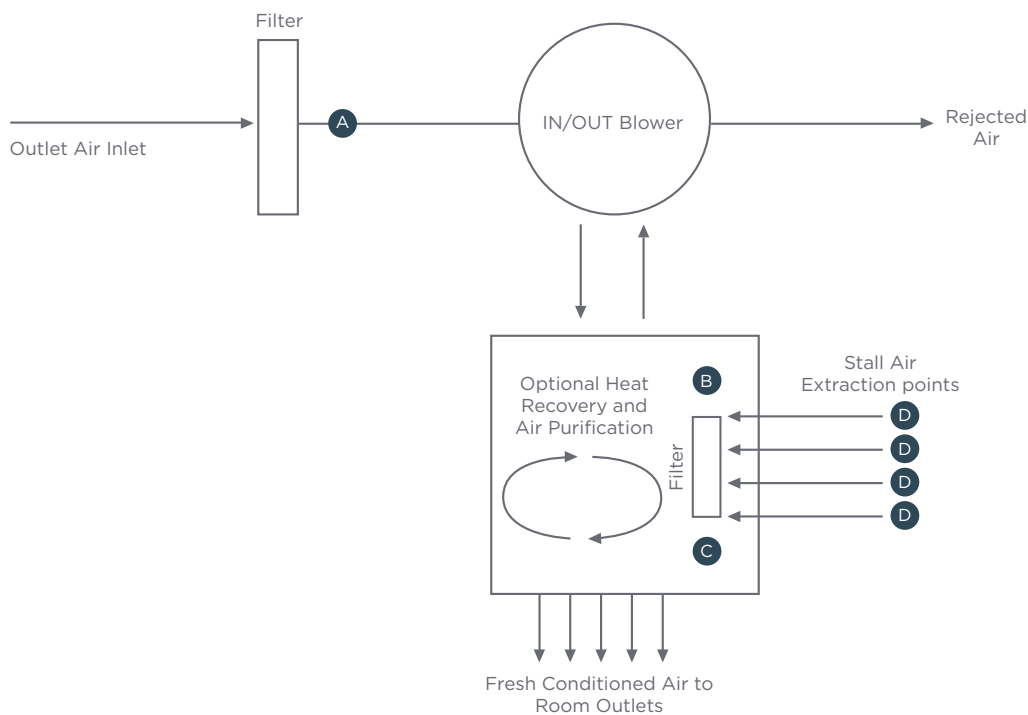 Filter
A
IN/OUT Blower
Rejected
Air
Outlet Air Inlet
Stall Air
Extraction points
B
Optional Heat
Recovery and
Air Purification
Filter
D
D
D
D
C
Fresh Conditioned Air to
Room Outlets